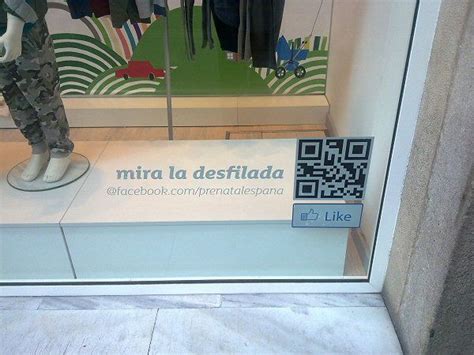 mira la desfilada
@facebook.com/prenatalespana
Like